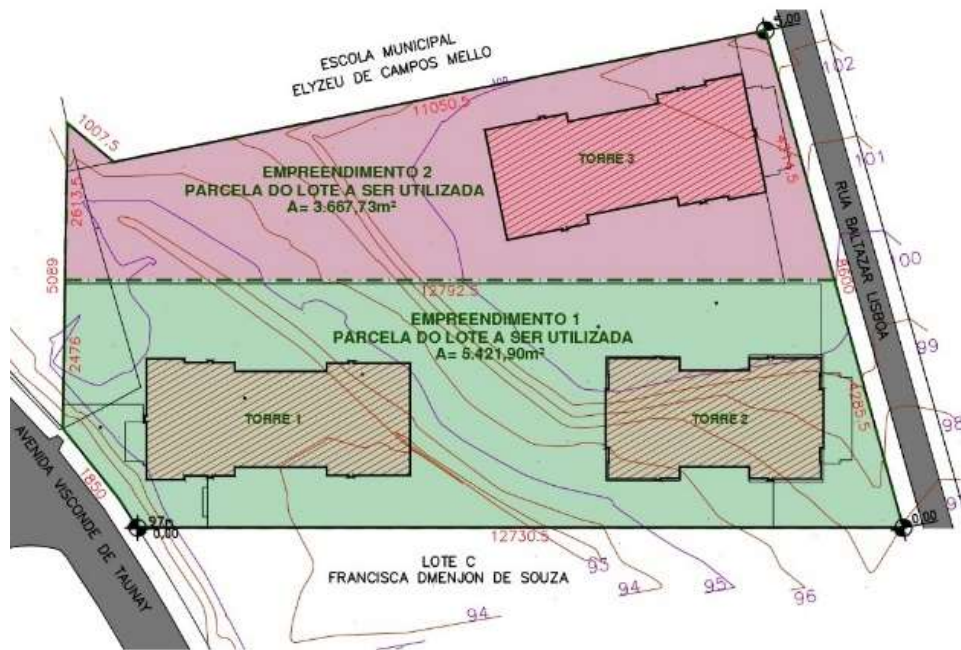 ESCOLA MUNICIPAL
ELYZEU DE CAMPOS MELLO
5,00
102
1007.5
11050.5
100
101
TORRE 3
EMPREENDIMENTO 2
PARCELA DO LOTE A SER UTILIZADA
A= 3.667,73m²
2613.5
RUA BALTAZAR LISBOA
100
5089
12792.5
8600
EMPREENDIMENTO 1
PARCELA DO LOTE A SER UTILIZADA
A= 5.421,90m²
99
2476
4285.5
TORRE 1
TORRE 2
98
AVENIDA VISCONDE DE TAUNAY
1850
97m
0,00
12730.5
0,00
LOTE C
FRANCISCA DMENJON DE SOUZA
93
94
95
96
94